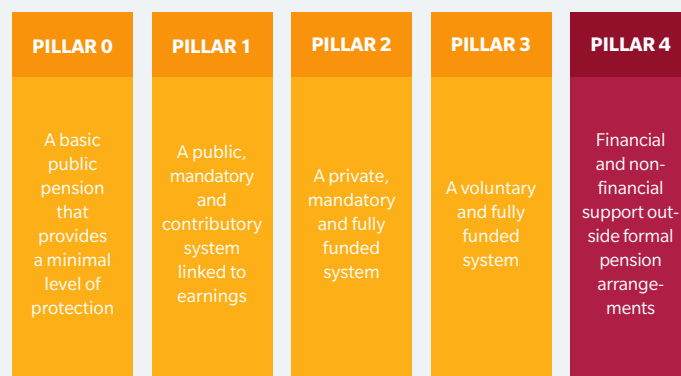 PILLAR 0
A basic
public
pension
that
provides
a minimal
level of
protection
PILLAR 1
A public,
mandatory
and
contributory
system
linked to
earnings
PILLAR 2
A private,
mandatory
and fully
funded
system
PILLAR 3
A voluntary
and fully
funded
system
PILLAR 4
Financial
and non-
financial
support out-
side formal
pension
arrange-
ments